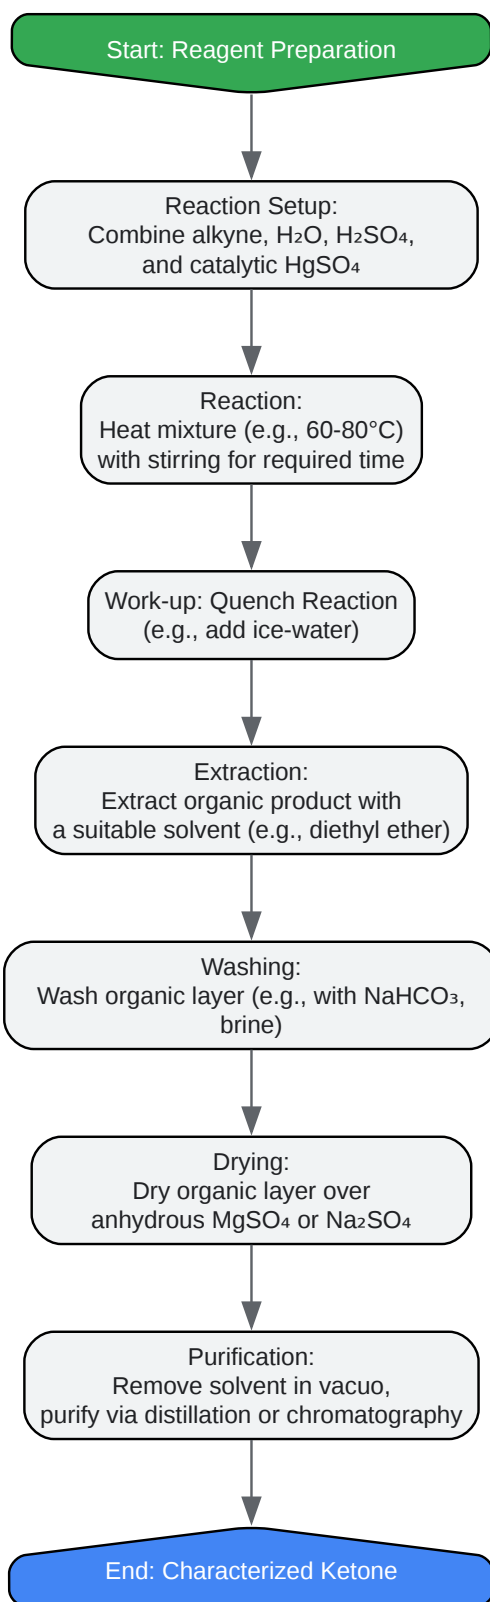 Start: Reagent Preparation
Reaction Setup:
Combine alkyne, H₂O, H₂SO₄,
and catalytic HgSO₄
Reaction:
Heat mixture (e.g., 60-80°C)
with stirring for required time
Work-up: Quench Reaction
(e.g., add ice-water)
Extraction:
Extract organic product with
a suitable solvent (e.g., diethyl ether)
Washing:
Wash organic layer (e.g., with NaHCO₃,
brine)
Drying:
Dry organic layer over
anhydrous MgSO₄ or Na₂SO₄
Purification:
Remove solvent in vacuo,
purify via distillation or chromatography
End: Characterized Ketone